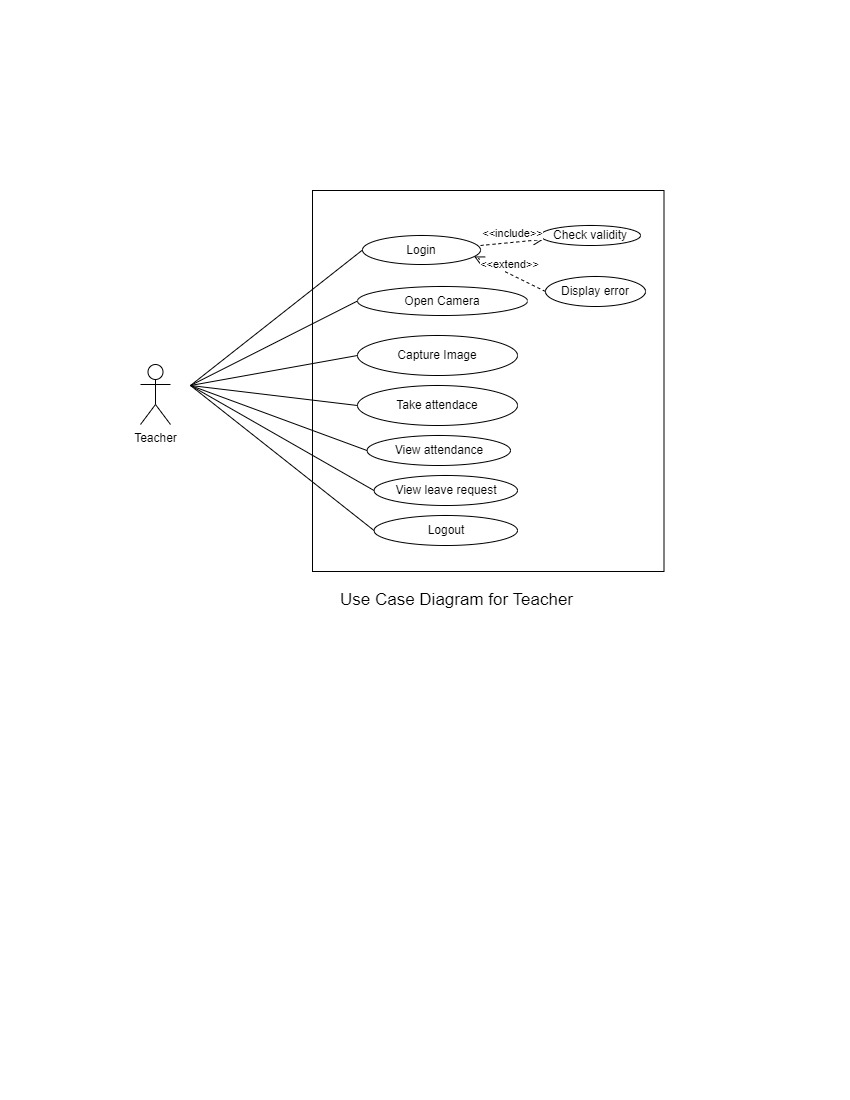 <<include>>
Check validity
Login
<<extend>>
Display error
Open Camera
Capture Image
Take attendace
View attendance
Teacher
View leave request
Logout
Use Case Diagram for Teacher